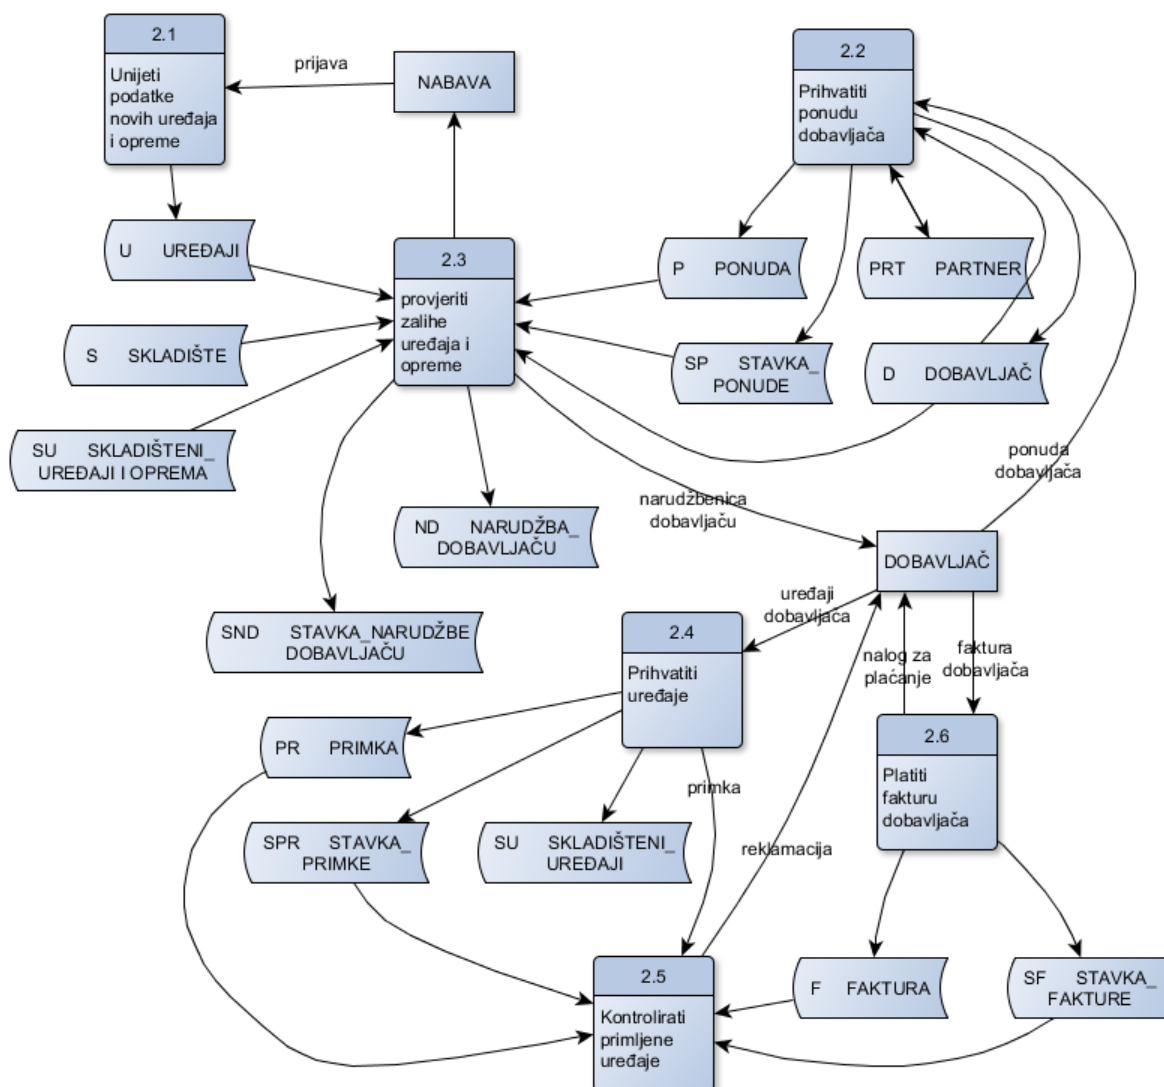 2.1
Unijeti
podatke
novih uređaja
i opreme
prijava
NABAVA
2.2
Prihvatiti
ponudu
dobavljača
U UREĐAJI
2.3
provjeriti
zalihe
uređaja i
opreme
P PONUDA
PRT PARTNER
S SKLADIŠTE
SP STAVKA_
PONUDE
D DOBAVLJAČ
SU SKLADIŠTENI_
UREĐAJI I OPREMA
ponuda
dobavljača
narudžbenica
dobavljaču
ND NARUDŽBA_
DOBAVLJAČU
DOBAVLJAČ
SND STAVKA_NARUDŽBE
DOBAVLJAČU
uređaji
dobavljača
2.4
Prihvatiti
uređaje
nalog za
plaćanje
faktura
dobavljača
PR PRIMKA
2.6
Platiti
fakturu
dobavljača
primka
SPR STAVKA_
PRIMKE
SU SKLADIŠTENI_
UREĐAJI
reklamacija
2.5
Kontrolirati
primljene
uređaje
F FAKTURA
SF STAVKA_
FAKTURE